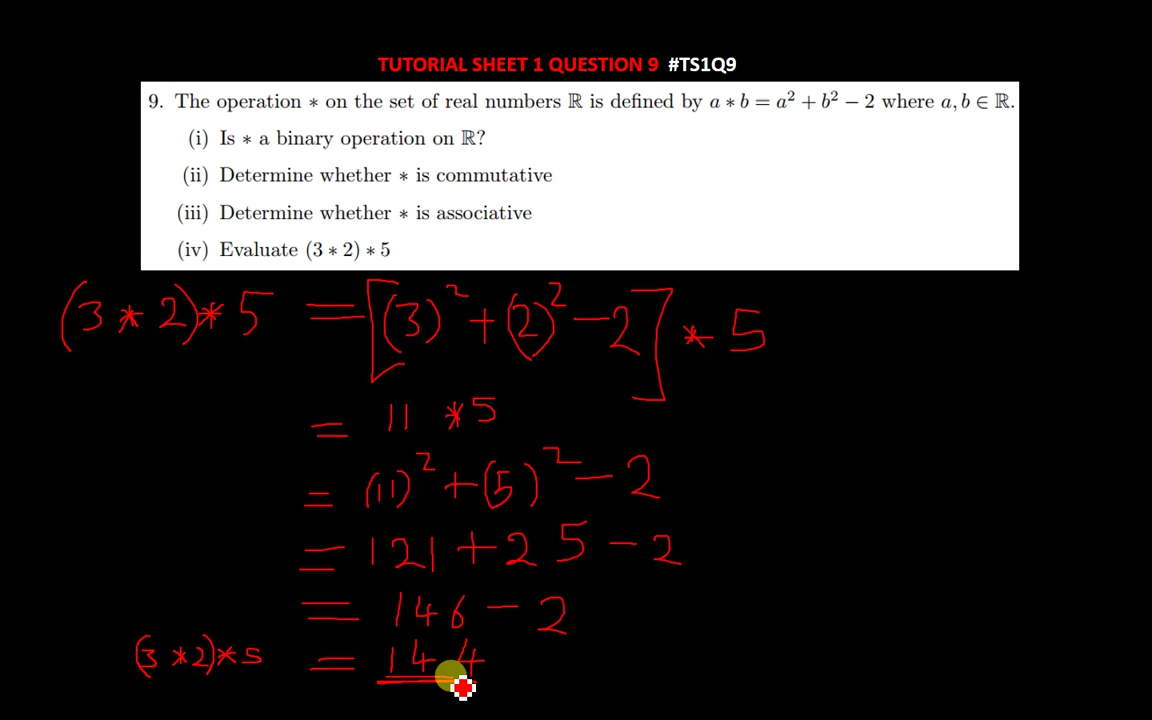 TUTORIAL SHEET 1 QUESTION 9 #TS1Q9
9. The operation ∗ on the set of real numbers ℝ is defined by a ∗ b = a² + b² − 2 where a, b ∈ ℝ.
(i) Is ∗ a binary operation on ℝ?
(ii) Determine whether ∗ is commutative
(iii) Determine whether ∗ is associative
(iv) Evaluate (3 ∗ 2) ∗ 5
(3 * 2) * 5 = [(3)² + (2)² − 2] * 5
= 11 * 5
= (11)² + (5)² − 2
= 121 + 25 − 2
= 146 − 2
(3 * 2) * 5 = 144